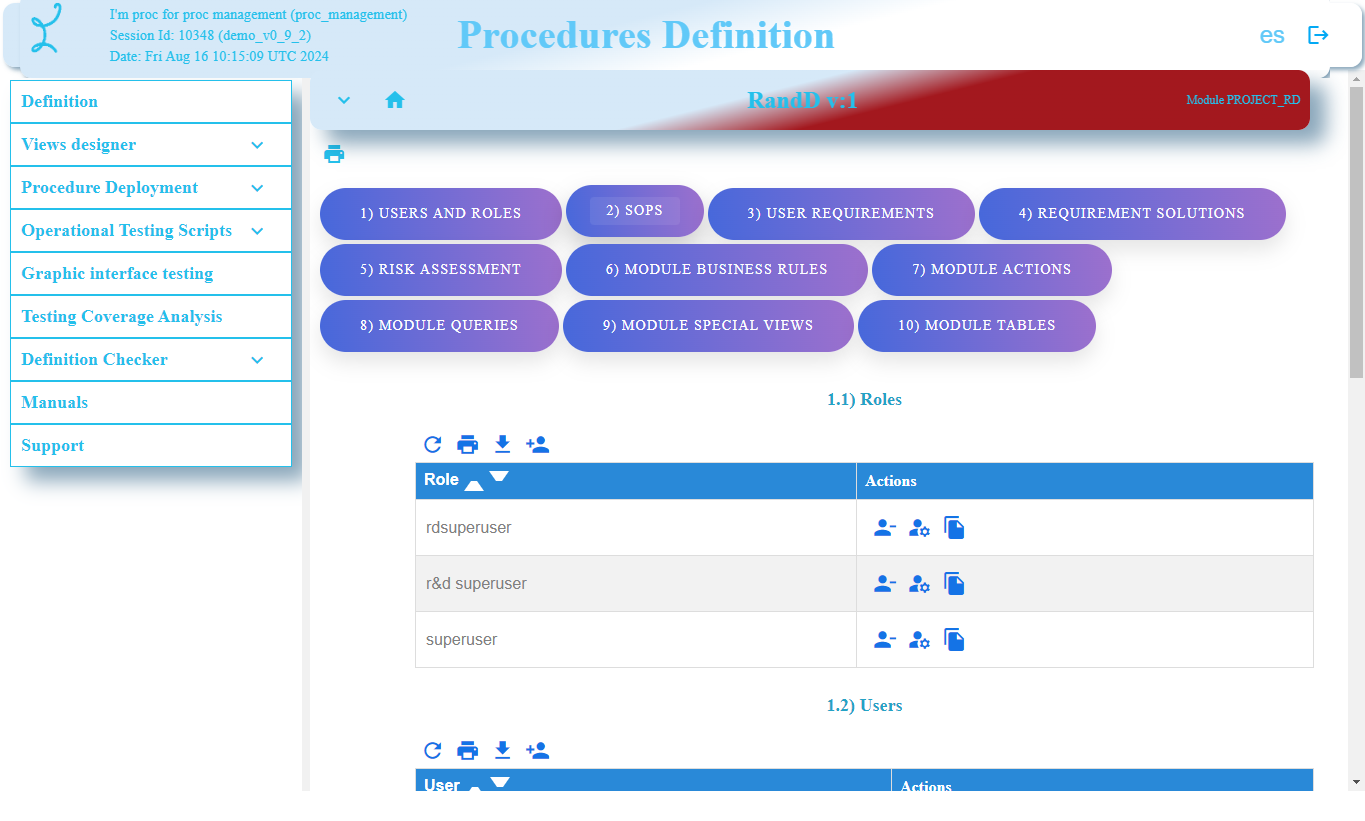 I'm proc for proc management (proc_management)
Session Id: 10348 (demo_v0_9_2)
Date: Fri Aug 16 10:15:09 UTC 2024
Procedures Definition
es
Definition
Views designer
Procedure Deployment
Operational Testing Scripts
Graphic interface testing
Testing Coverage Analysis
Definition Checker
Manuals
Support
RandD v.1
Module PROJECT_RD
1) USERS AND ROLES
2) SOPS
3) USER REQUIREMENTS
4) REQUIREMENT SOLUTIONS
5) RISK ASSESSMENT
6) MODULE BUSINESS RULES
7) MODULE ACTIONS
8) MODULE QUERIES
9) MODULE SPECIAL VIEWS
10) MODULE TABLES
1.1) Roles
Role
Actions
rdsuperuser
r&d superuser
superuser
1.2) Users
User
Actions